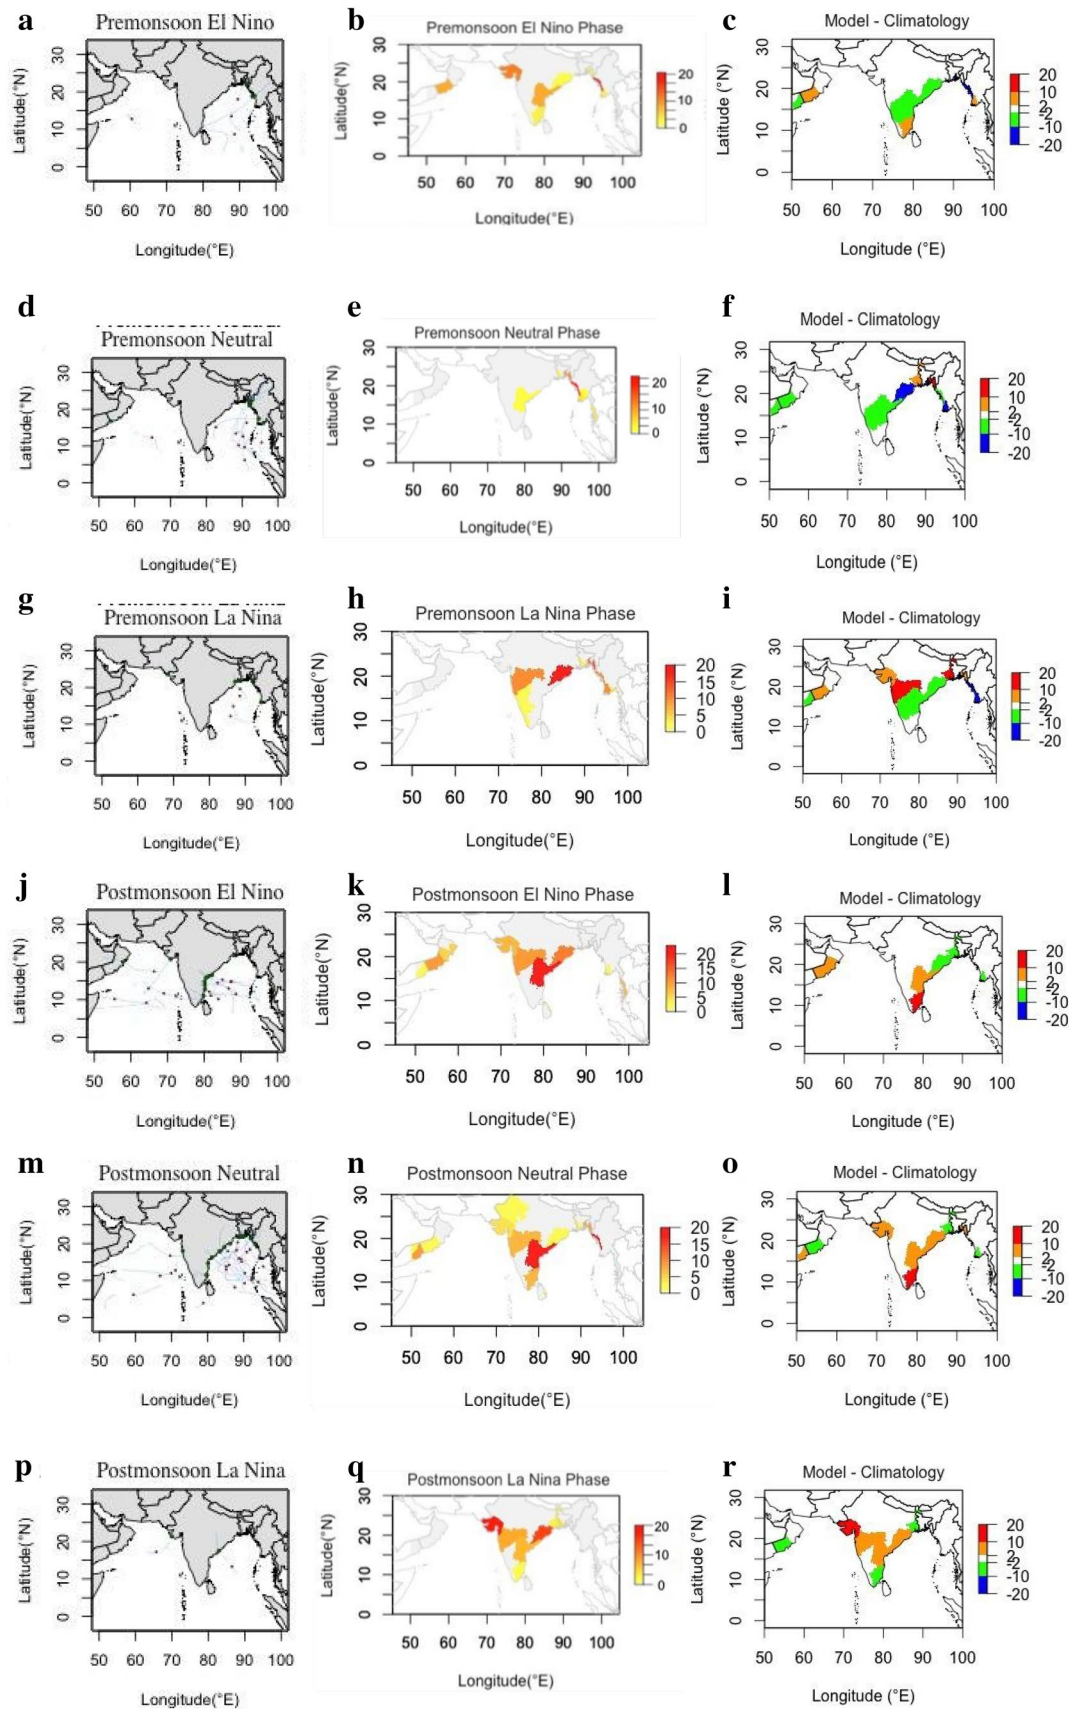 a
Premonsoon El Nino
Latitude(°N)
0 10 20 30
50 60 70 80 90 100
Longitude(°E)
b
Premonsoon El Nino Phase
Latitude(°N)
0 10 20 30
50 60 70 80 90 100
Longitude(°E)
20
10
0
c
Model - Climatology
Latitude (°N)
0 10 20 30
50 60 70 80 90 100
Longitude (°E)
20
10
2
-2
-10
-20
d
Premonsoon Neutral
Latitude(°N)
0 10 20 30
50 60 70 80 90 100
Longitude(°E)
e
Premonsoon Neutral Phase
Latitude(°N)
0 10 20 30
50 60 70 80 90 100
Longitude(°E)
20
10
0
f
Model - Climatology
Latitude (°N)
0 10 20 30
50 60 70 80 90 100
Longitude (°E)
20
10
2
-2
-10
-20
g
Premonsoon La Nina
Latitude(°N)
0 10 20 30
50 60 70 80 90 100
Longitude(°E)
h
Premonsoon La Nina Phase
Latitude(°N)
0 10 20 30
50 60 70 80 90 100
Longitude(°E)
20
15
10
5
0
i
Model - Climatology
Latitude (°N)
0 10 20 30
50 60 70 80 90 100
Longitude (°E)
20
10
2
-2
-10
-20
j
Postmonsoon El Nino
Latitude(°N)
0 10 20 30
50 60 70 80 90 100
Longitude(°E)
k
Postmonsoon El Nino Phase
Latitude(°N)
0 10 20 30
50 60 70 80 90 100
Longitude(°E)
20
15
10
5
0
l
Model - Climatology
Latitude (°N)
0 10 20 30
50 60 70 80 90 100
Longitude (°E)
20
10
2
-2
-10
-20
m
Postmonsoon Neutral
Latitude(°N)
0 10 20 30
50 60 70 80 90 100
Longitude(°E)
n
Postmonsoon Neutral Phase
Latitude(°N)
0 10 20 30
50 60 70 80 90 100
Longitude(°E)
20
15
10
5
0
o
Model - Climatology
Latitude (°N)
0 10 20 30
50 60 70 80 90 100
Longitude (°E)
20
10
2
-2
-10
-20
p
Postmonsoon La Nina
Latitude(°N)
0 10 20 30
50 60 70 80 90 100
Longitude(°E)
q
Postmonsoon La Nina Phase
Latitude(°N)
0 10 20 30
50 60 70 80 90 100
Longitude(°E)
20
10
0
r
Model - Climatology
Latitude (°N)
0 10 20 30
50 60 70 80 90 100
Longitude (°E)
20
10
2
-2
-10
-20